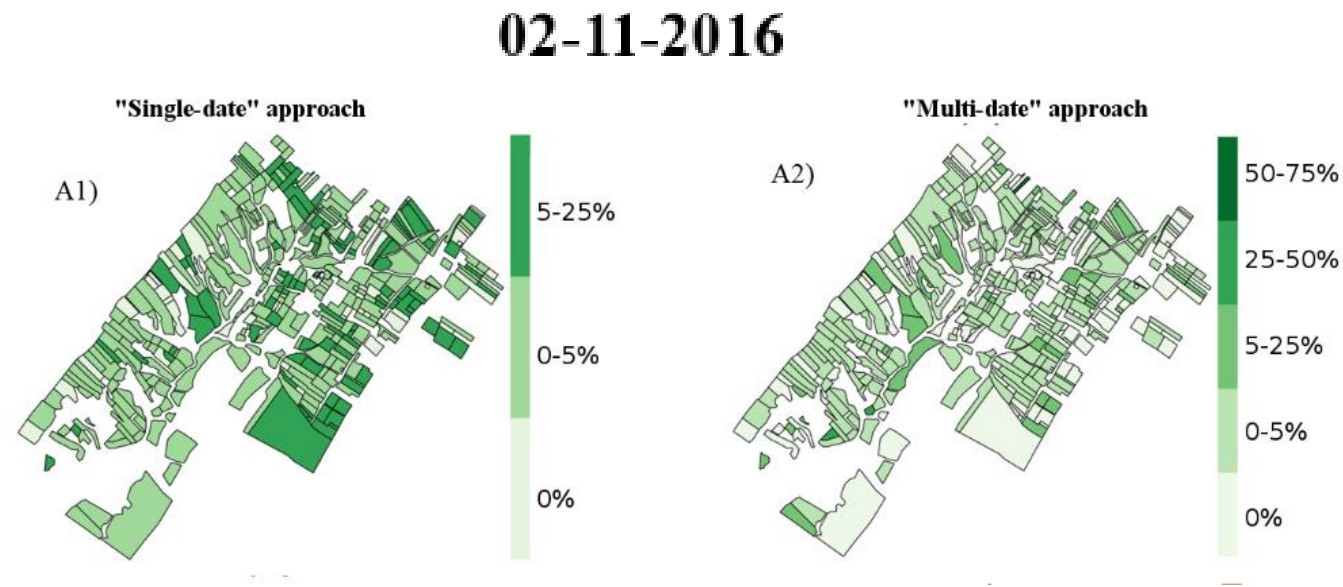 02-11-2016
"Single-date" approach
A1)
5-25%
0-5%
0%
"Multi-date" approach
A2)
50-75%
25-50%
5-25%
0-5%
0%